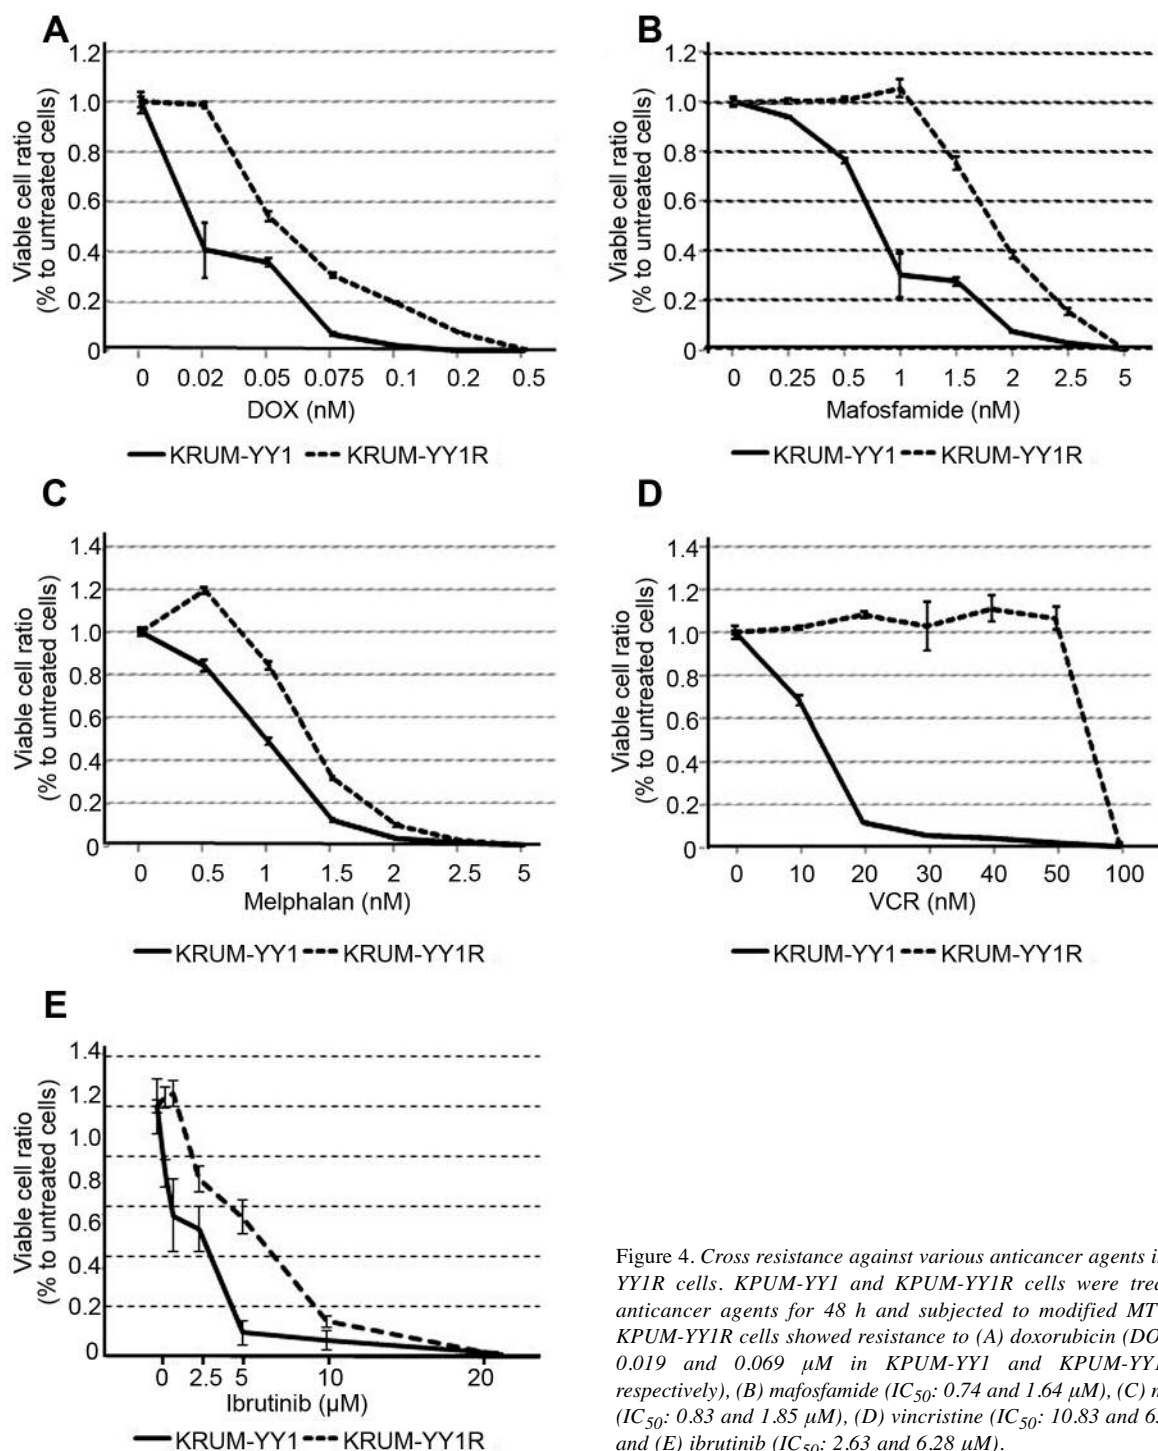 A
1.2
1.0
0.8
0.6
0.4
0.2
0
Viable cell ratio
(% to untreated cells)
0 0.02 0.05 0.075 0.1 0.2 0.5
DOX (nM)
KRUM-YY1 KRUM-YY1R
B
1.2
1.0
0.8
0.6
0.4
0.2
0
Viable cell ratio
(% to untreated cells)
0 0.25 0.5 1 1.5 2 2.5 5
Mafosfamide (nM)
KRUM-YY1 KRUM-YY1R
C
1.4
1.2
1.0
0.8
0.6
0.4
0.2
0
Viable cell ratio
(% to untreated cells)
0 0.5 1 1.5 2 2.5 5
Melphalan (nM)
KRUM-YY1 KRUM-YY1R
D
1.4
1.2
1.0
0.8
0.6
0.4
0.2
0
Viable cell ratio
(% to untreated cells)
0 10 20 30 40 50 100
VCR (nM)
KRUM-YY1 KRUM-YY1R
E
1.4
1.2
1.0
0.8
0.6
0.4
0.2
0
Viable cell ratio
(% to untreated cells)
0 2.5 5 10 20
Ibrutinib (µM)
KRUM-YY1 KRUM-YY1R
Figure 4. Cross resistance against various anticancer agents i
YY1R cells. KPUM-YY1 and KPUM-YY1R cells were trea
anticancer agents for 48 h and subjected to modified MT
KPUM-YY1R cells showed resistance to (A) doxorubicin (DO
0.019 and 0.069 µM in KPUM-YY1 and KPUM-YY1
respectively), (B) mafosfamide (IC50: 0.74 and 1.64 µM), (C) m
(IC50: 0.83 and 1.85 µM), (D) vincristine (IC50: 10.83 and 6.
and (E) ibrutinib (IC50: 2.63 and 6.28 µM).